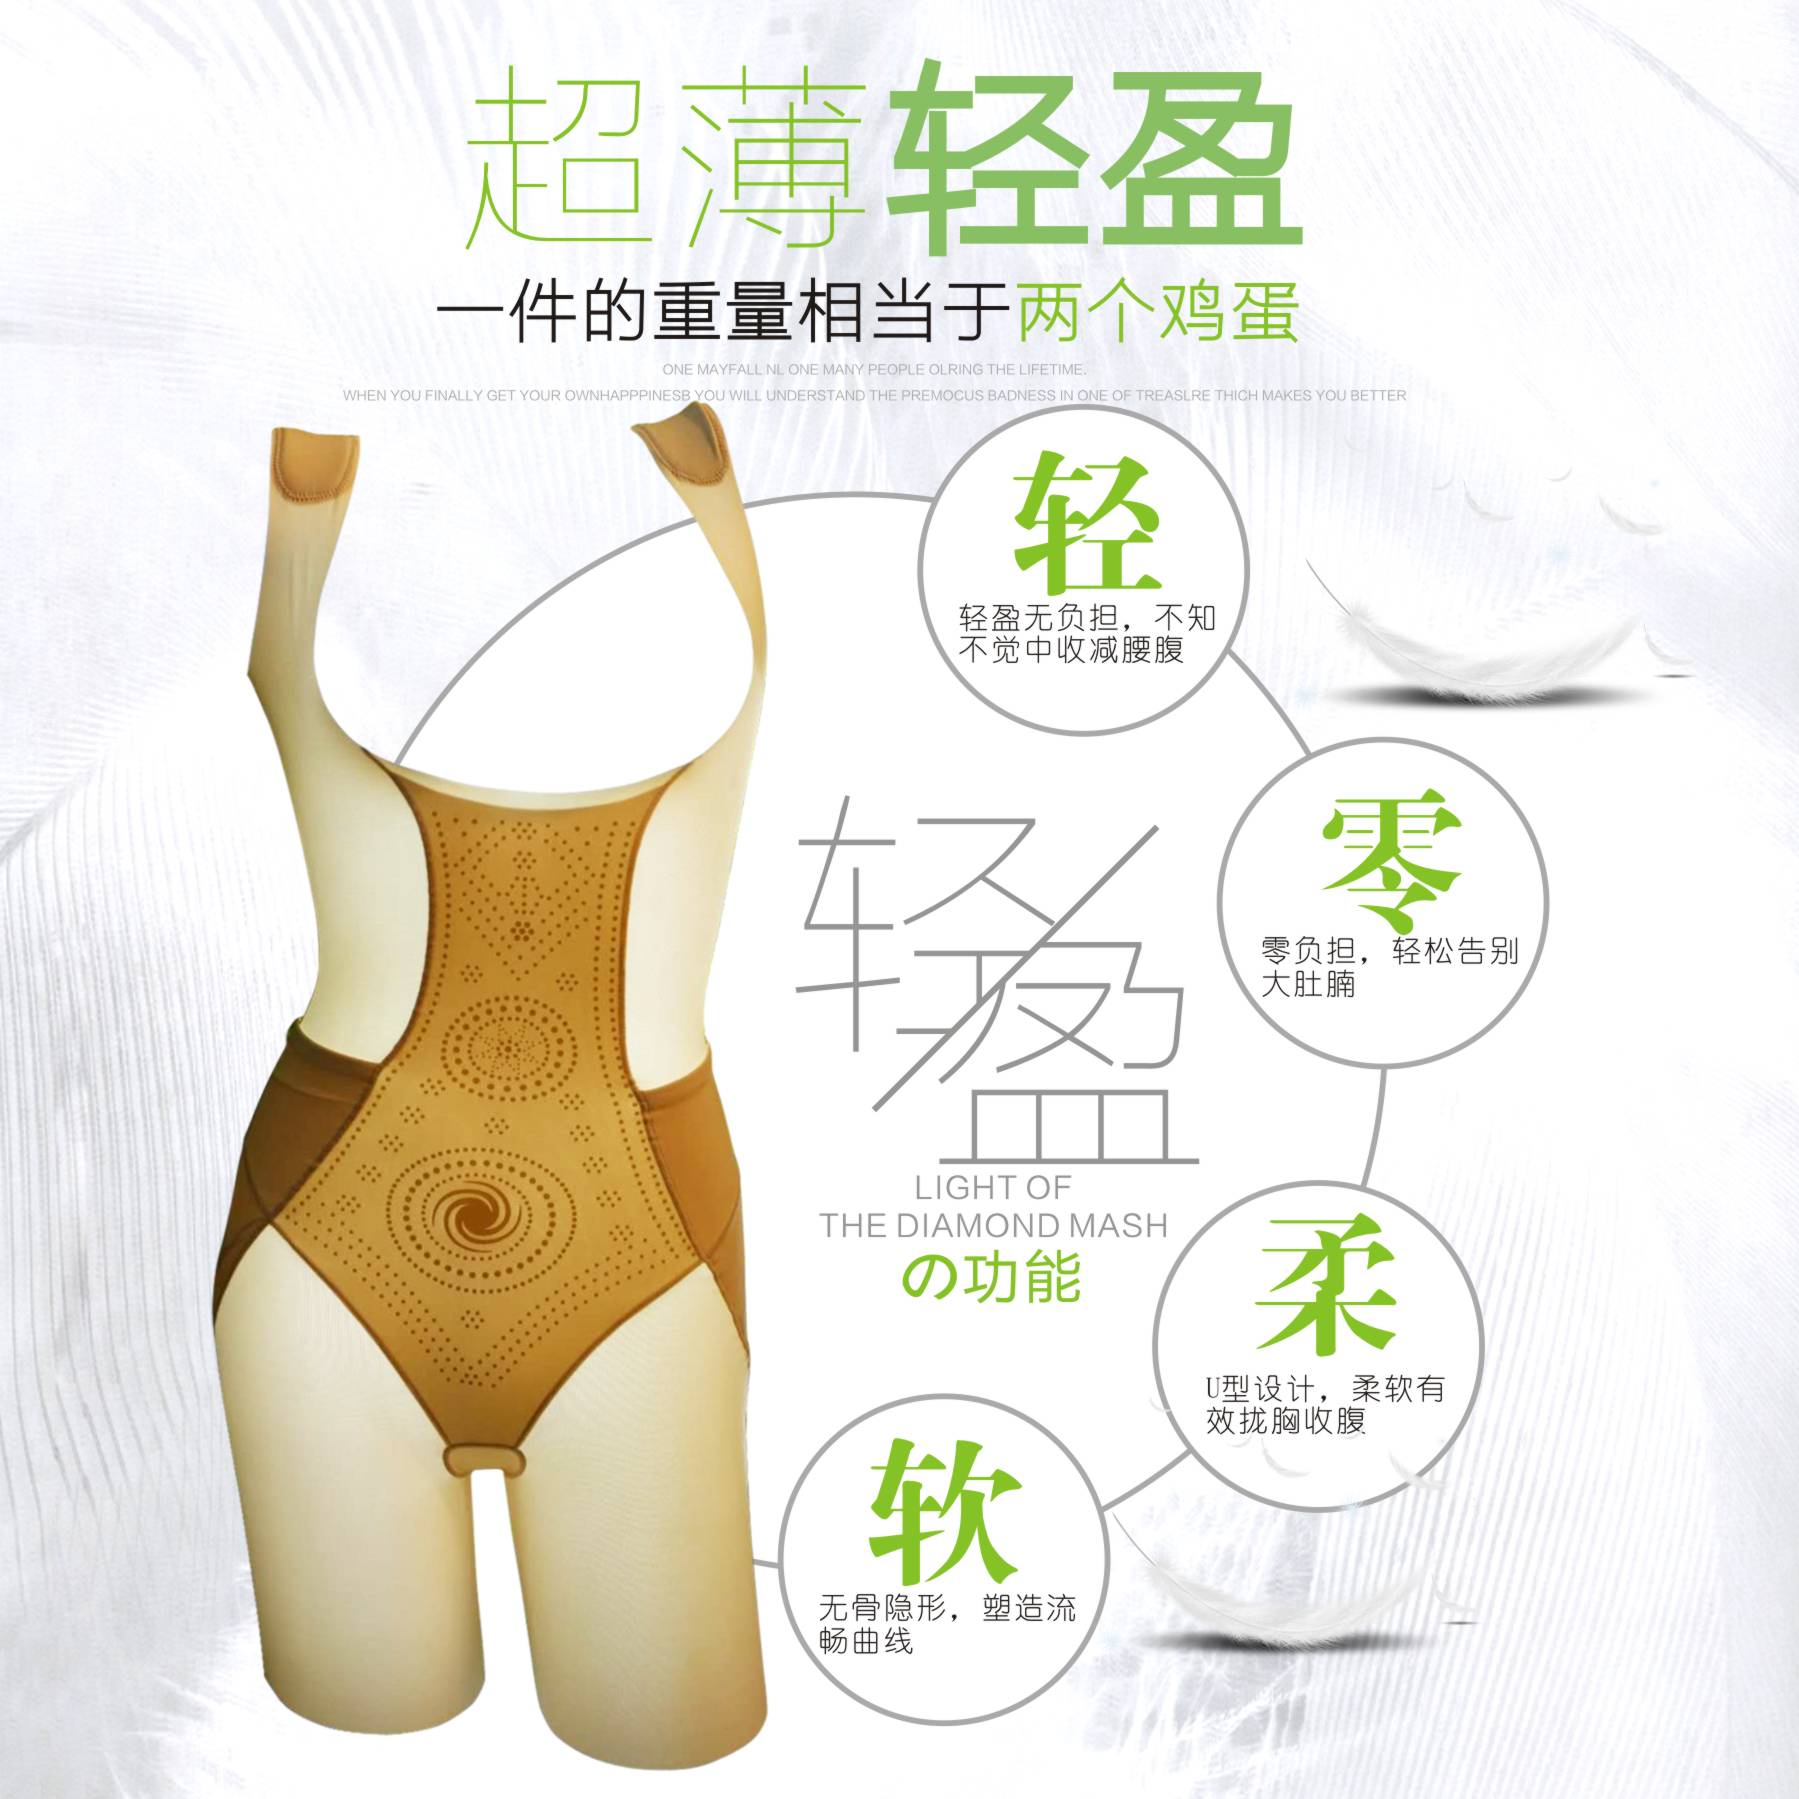 超薄轻盈
一件的重量相当于两个鸡蛋
ONE MAYFALL NL ONE MANY PEOPLE OLRING THE LIFETIME.
WHEN YOU FINALLY GET YOUR OWNHAPPPINESB YOU WILL UNDERSTAND THE PREMOCUS BADNESS IN ONE OF TREASLRE THICH MAKES YOU BETTER
轻
轻盈无负担，不知
不觉中收减腰腹
零
零负担，轻松告别
大肚腩
轻盈
LIGHT OF
THE DIAMOND MASH
の功能
柔
U型设计，柔软有
效拢胸收腹
软
无骨隐形，塑造流
畅曲线